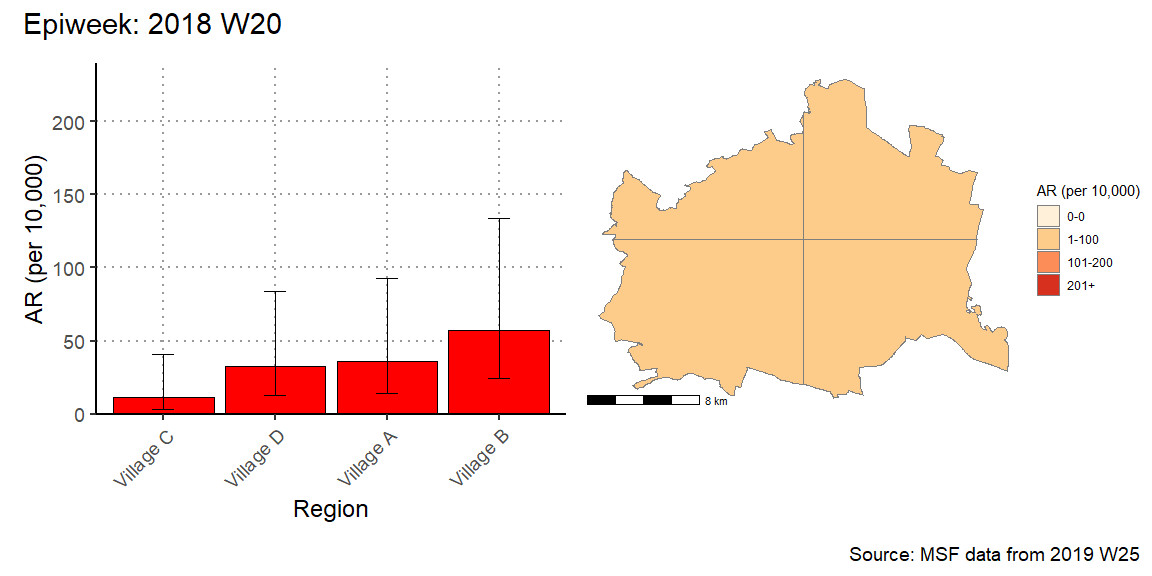 Epiweek: 2018 W20
AR (per 10,000)
200
150
100
50
0
Village C
Village D
Village A
Village B
Region
8 km
AR (per 10,000)
0-0
1-100
101-200
201+
Source: MSF data from 2019 W25